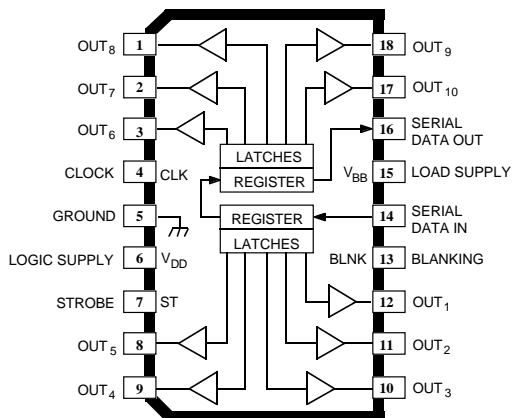 OUT8 1 18 OUT9
OUT7 2 17 OUT10
OUT6 3 16 SERIAL DATA OUT
LATCHES
CLOCK 4 CLK REGISTER VBB 15 LOAD SUPPLY
GROUND 5 REGISTER 14 SERIAL DATA IN
LATCHES
LOGIC SUPPLY 6 VDD BLNK 13 BLANKING
STROBE 7 ST 12 OUT1
OUT5 8 11 OUT2
OUT4 9 10 OUT3